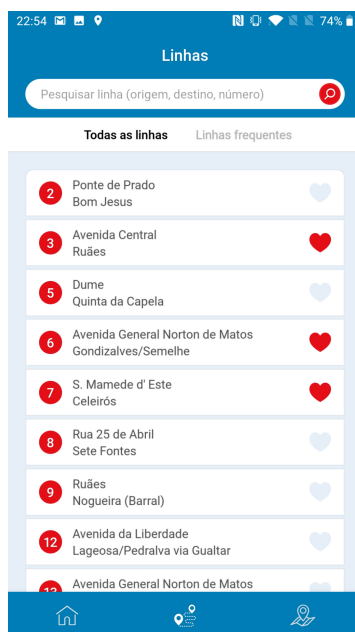 22:54
74%
Linhas
Pesquisar linha (origem, destino, número)
Todas as linhas
Linhas frequentes
2
Ponte de Prado
Bom Jesus
3
Avenida Central
Ruães
5
Dume
Quinta da Capela
6
Avenida General Norton de Matos
Gondizalves/Semelhe
7
S. Mamede d' Este
Celeirós
8
Rua 25 de Abril
Sete Fontes
9
Ruães
Nogueira (Barral)
12
Avenida da Liberdade
Lageosa/Pedralva via Gualtar
13
Avenida General Norton de Matos